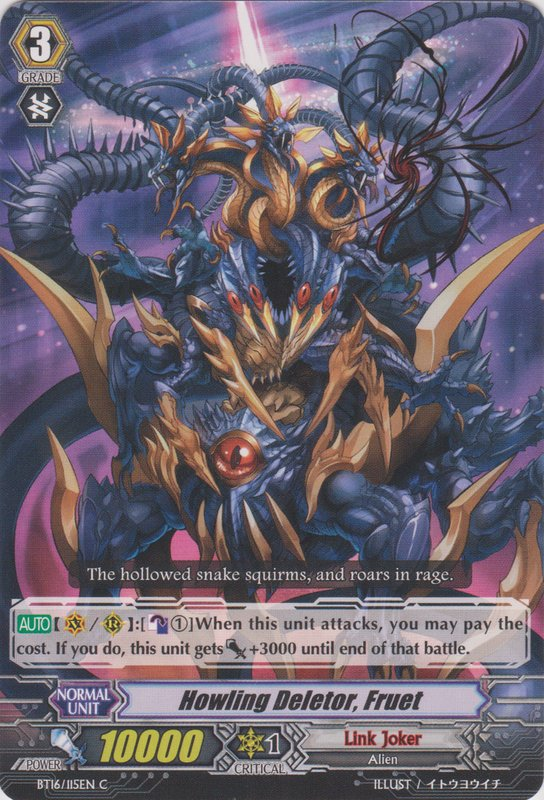 3
GRADE
The hollowed snake squirms, and roars in rage.
AUTO【V / R】:[①]When this unit attacks, you may pay the
cost. If you do, this unit gets +3000 until end of that battle.
NORMAL
UNIT
Howling Deletor, Fruet
POWER
10000
1
CRITICAL
Link Joker
Alien
BT16/115EN C
ILLUST / イトウヨウイチ